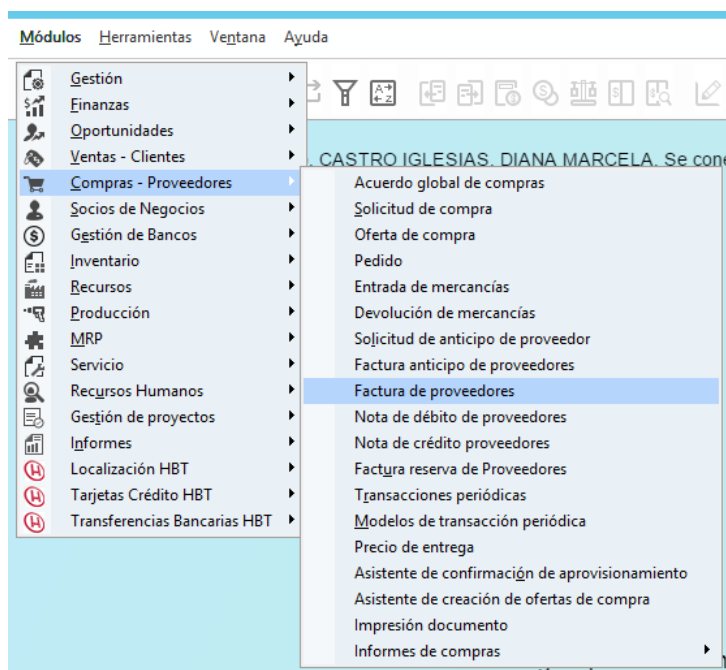 Módulos Herramientas Ventana Ayuda
Gestión
Finanzas
Oportunidades
Ventas - Clientes
CASTRO IGLESIAS, DIANA MARCELA. Se cone
Compras - Proveedores
Socios de Negocios
Gestión de Bancos
Inventario
Recursos
Producción
MRP
Servicio
Recursos Humanos
Gestión de proyectos
Informes
Localización HBT
Tarjetas Crédito HBT
Transferencias Bancarias HBT
Acuerdo global de compras
Solicitud de compra
Oferta de compra
Pedido
Entrada de mercancías
Devolución de mercancías
Solicitud de anticipo de proveedor
Factura anticipo de proveedores
Factura de proveedores
Nota de débito de proveedores
Nota de crédito proveedores
Factura reserva de Proveedores
Transacciones periódicas
Modelos de transacción periódica
Precio de entrega
Asistente de confirmación de aprovisionamiento
Asistente de creación de ofertas de compra
Impresión documento
Informes de compras